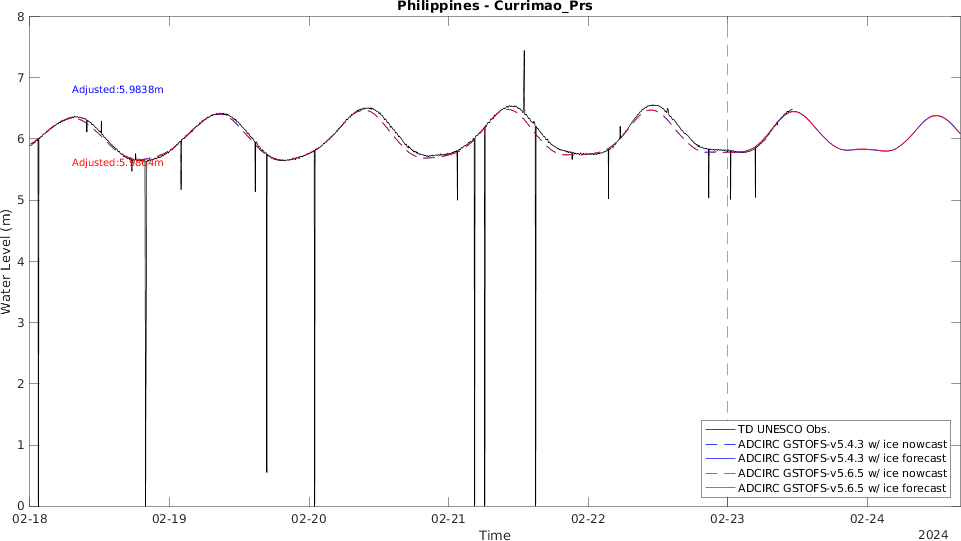 Philippines - Currimao_Prs
8
7
6
5
4
3
2
1
0
Water Level (m)
Adjusted:5.9838m
Adjusted:5.9864m
TD UNESCO Obs.
ADCIRC GSTOFS-v5.4.3 w/ ice nowcast
ADCIRC GSTOFS-v5.4.3 w/ ice forecast
ADCIRC GSTOFS-v5.6.5 w/ ice nowcast
ADCIRC GSTOFS-v5.6.5 w/ ice forecast
02-18 02-19 02-20 02-21 02-22 02-23 02-24
Time
2024